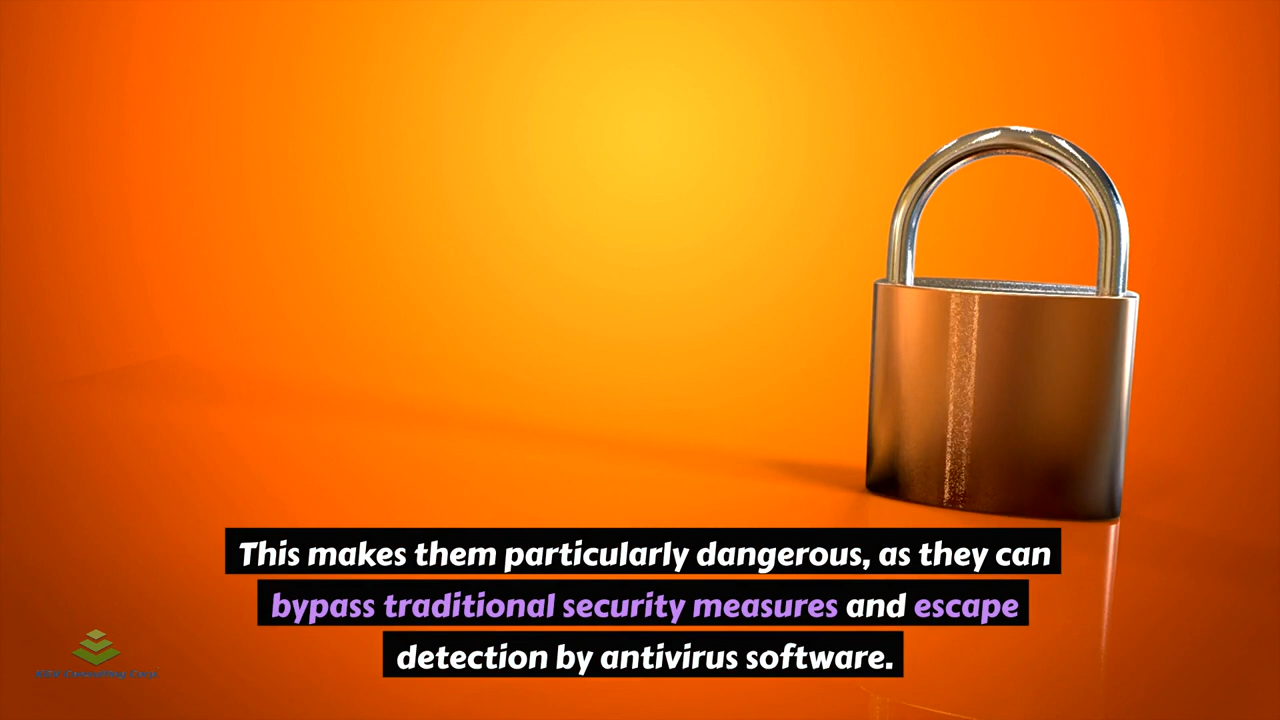 This makes them particularly dangerous, as they can
bypass traditional security measures and escape
detection by antivirus software.